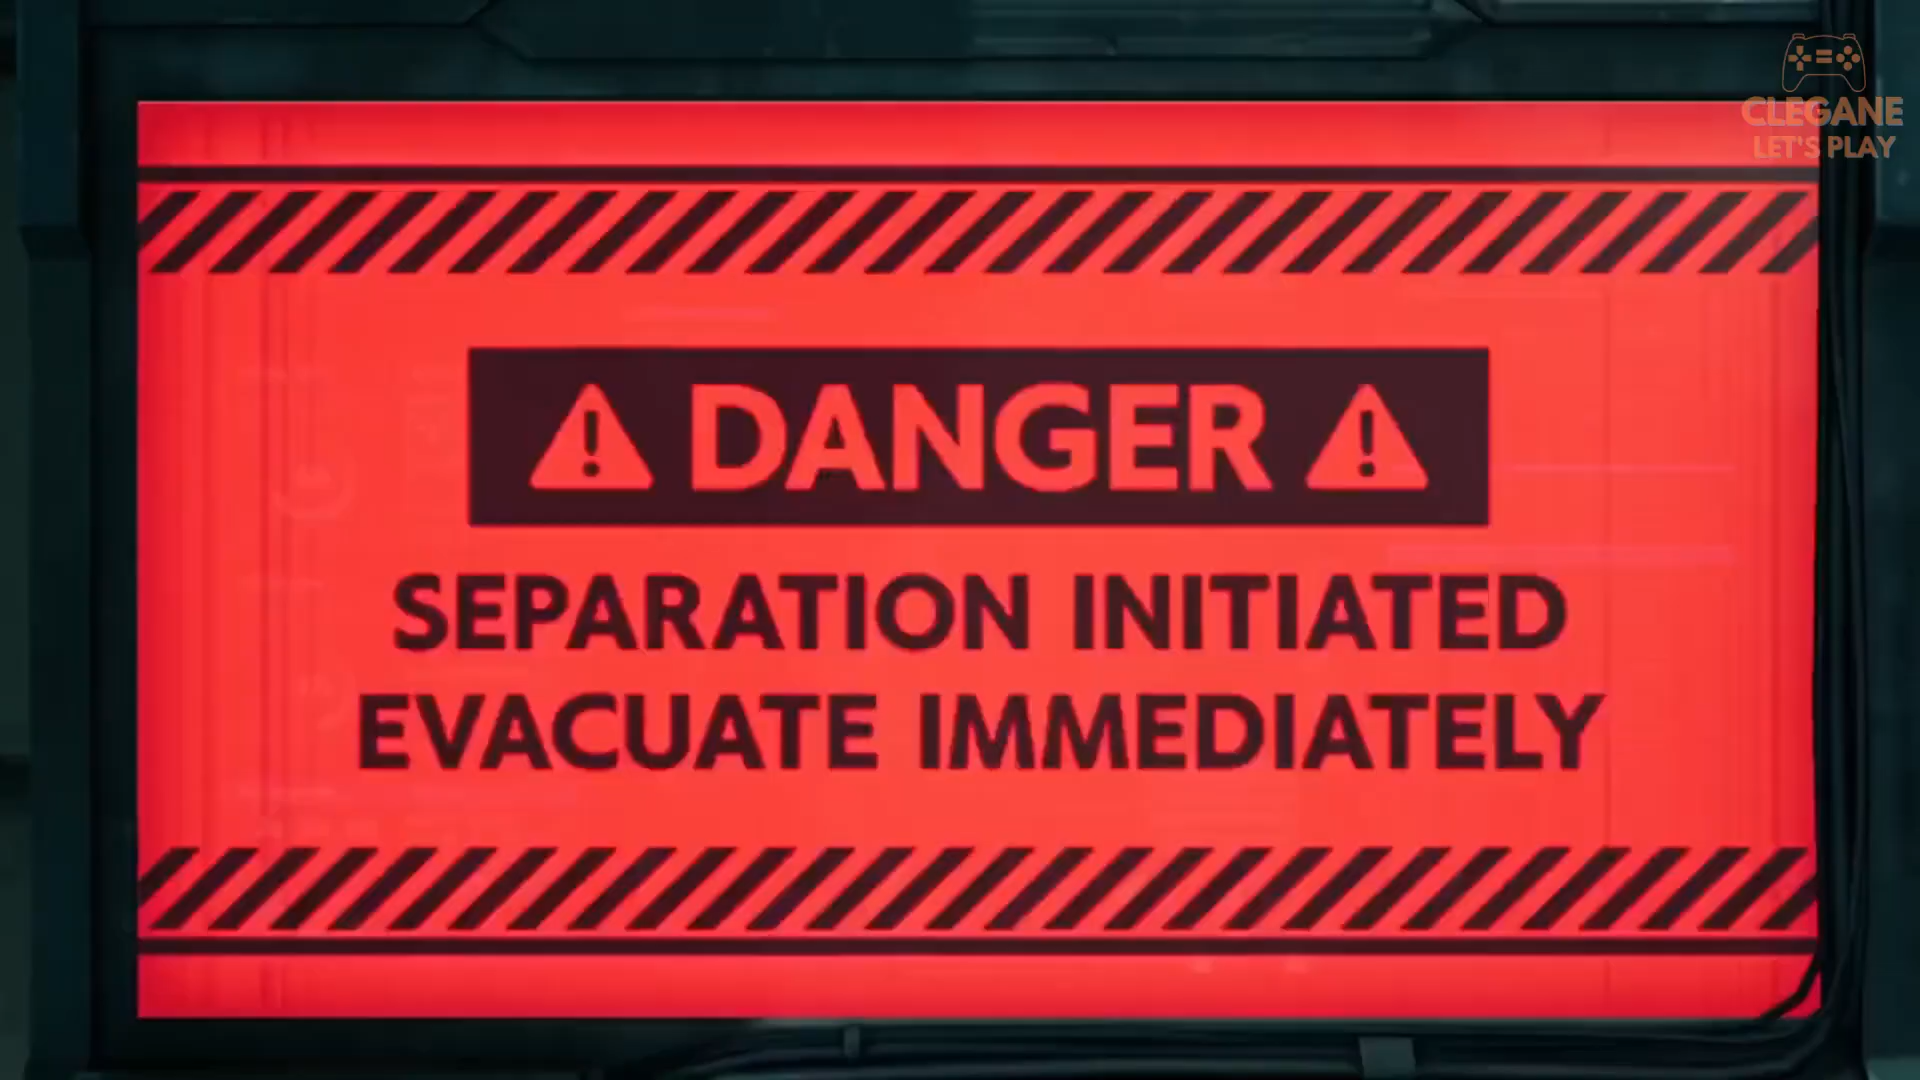 CLEGANE
LET'S PLAY
DANGER
SEPARATION INITIATED
EVACUATE IMMEDIATELY